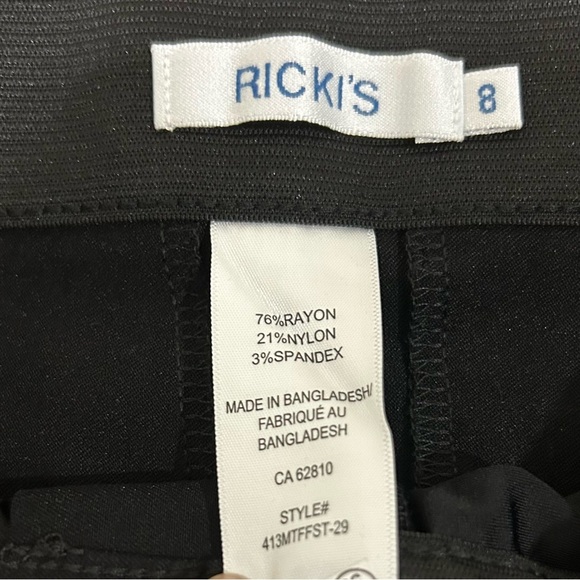 RICKI'S
8
76%RAYON
21%NYLON
3%SPANDEX
MADE IN BANGLADESH/
FABRIQUÉ AU
BANGLADESH
CA 62810
STYLE#
413MTFFST-29